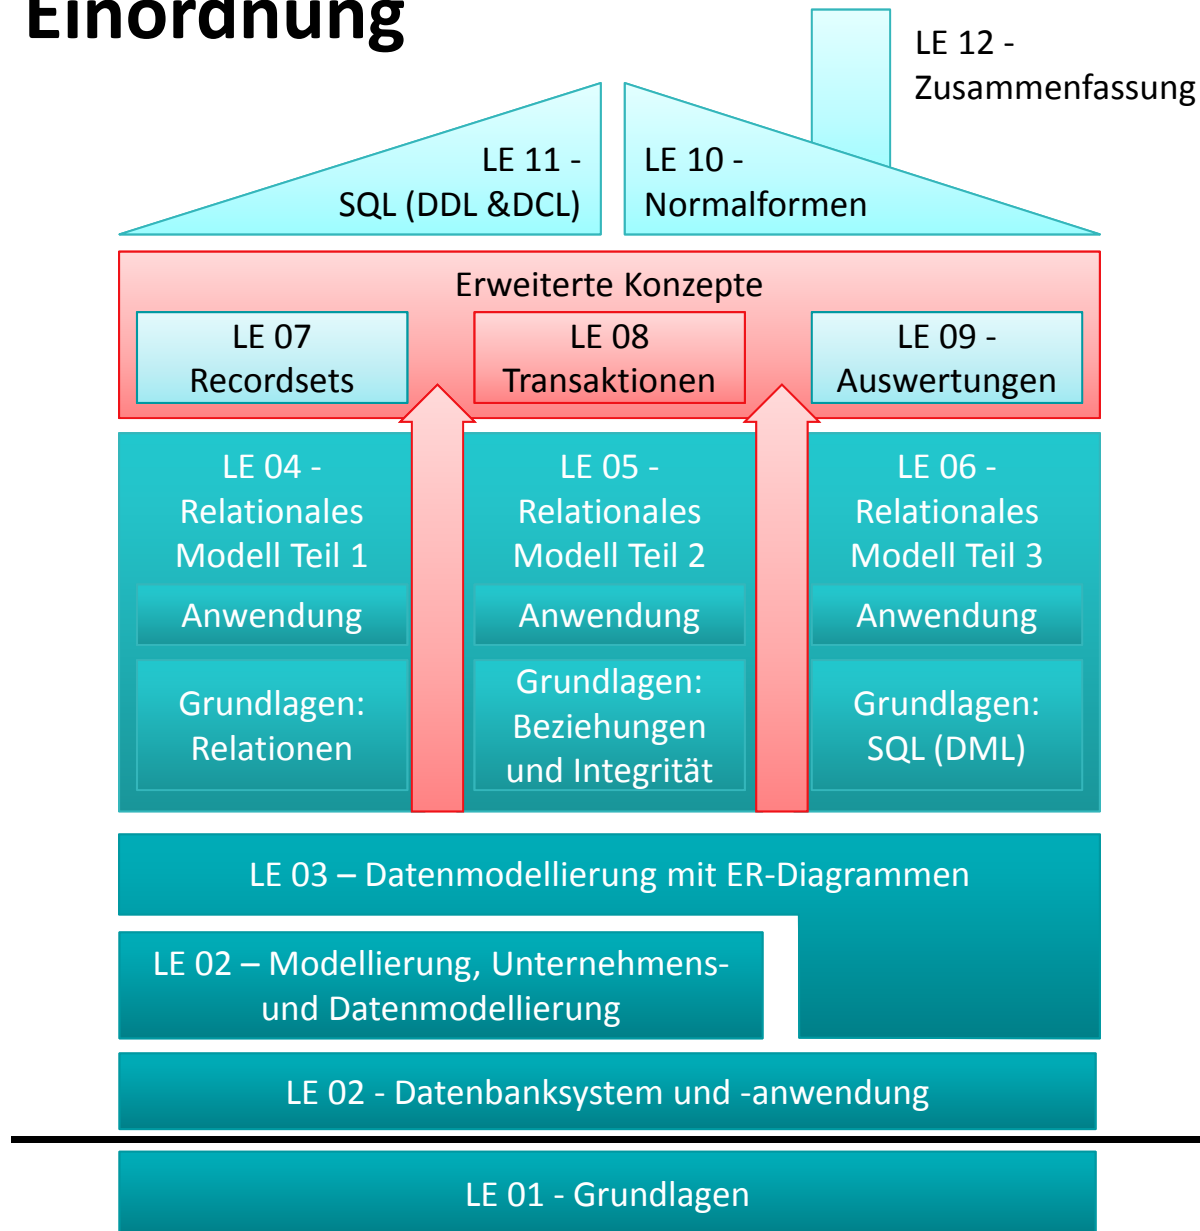 Einordnung
LE 12 -
Zusammenfassung
LE 11 -
SQL (DDL &DCL)
LE 10 -
Normalformen
Erweiterte Konzepte
LE 07
Recordsets
LE 08
Transaktionen
LE 09 -
Auswertungen
LE 04 -
Relationales
Modell Teil 1
Anwendung
Grundlagen:
Relationen
LE 05 -
Relationales
Modell Teil 2
Anwendung
Grundlagen:
Beziehungen
und Integrität
LE 06 -
Relationales
Modell Teil 3
Anwendung
Grundlagen:
SQL (DML)
LE 03 – Datenmodellierung mit ER-Diagrammen
LE 02 – Modellierung, Unternehmens-
und Datenmodellierung
LE 02 - Datenbanksystem und -anwendung
LE 01 - Grundlagen